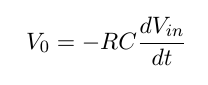 $V_0 = -RC\frac{dV_{in}}{dt}$